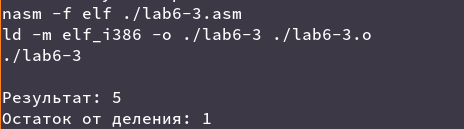 nasm -f elf ./lab6-3.asm
ld -m elf_i386 -o ./lab6-3 ./lab6-3.o
./lab6-3
Результат: 5
Остаток от деления: 1